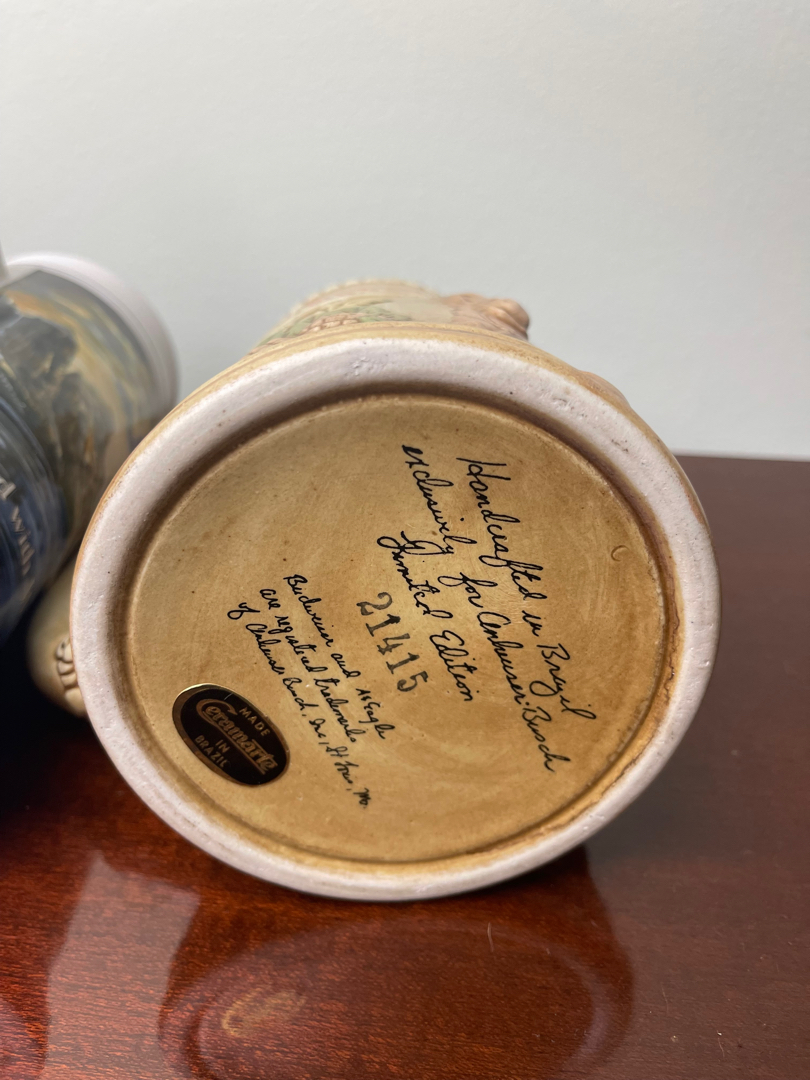 Handcrafted in Brazil
exclusively for Anheuser-Busch
Limited Edition
21415
Budweiser and A&Eagle
are registered trademarks
of Anheuser Busch, Inc., St. Louis, Mo.
MADE
Ceramarte
IN
BRAZIL